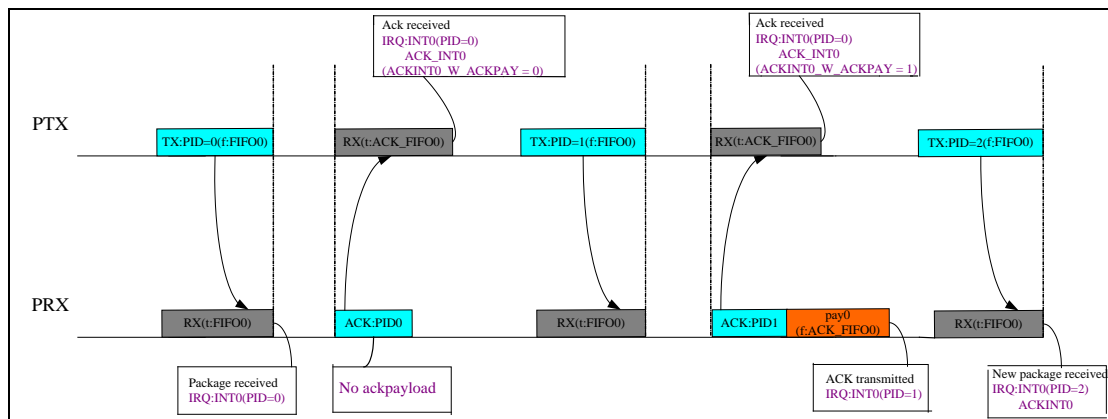 Ack received
IRQ:INT0(PID=0)
ACK_INT0
(ACKINT0_W_ACKPAY = 0)
Ack received
IRQ:INT0(PID=0)
ACK_INT0
(ACKINT0_W_ACKPAY = 1)
PTX
TX:PID=0(f:FIFO0)
RX(t:ACK_FIFO0)
TX:PID=1(f:FIFO0)
RX(t:ACK_FIFO0)
TX:PID=2(f:FIFO0)
PRX
RX(t:FIFO0)
ACK:PID0
RX(t:FIFO0)
ACK:PID1
pay0
(f:ACK_FIFO0)
RX(t:FIFO0)
Package received
IRQ:INT0(PID=0)
No ackpayload
ACK transmitted
IRQ:INT0(PID=1)
New package received
IRQ:INT0(PID=2)
ACKINT0